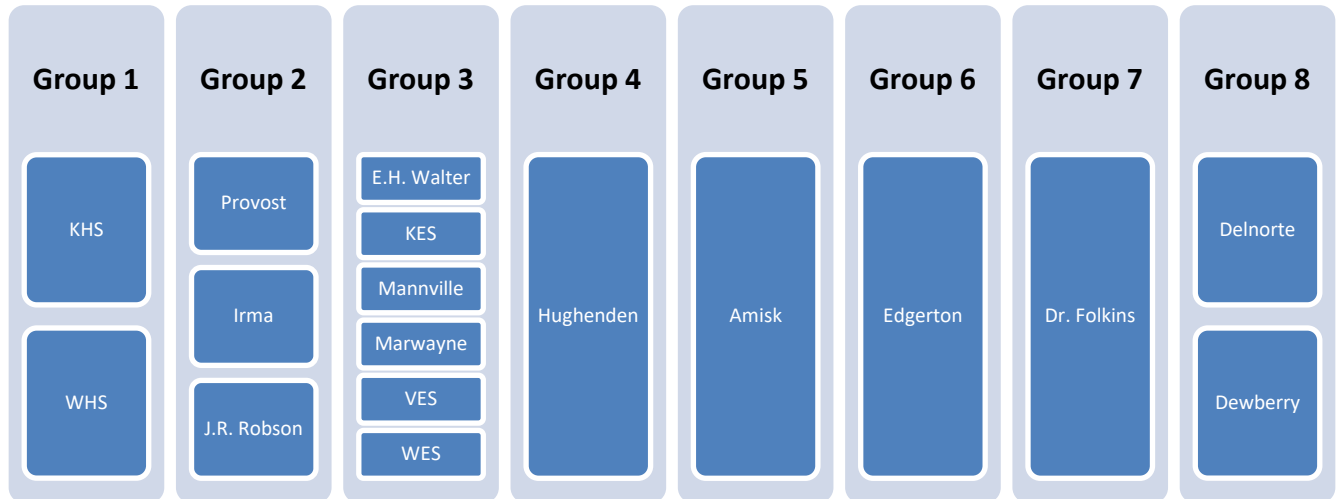 Group 1
KHS
WHS
Group 2
Provost
Irma
J.R. Robson
Group 3
E.H. Walter
KES
Mannville
Marwayne
VES
WES
Group 4
Hughenden
Group 5
Amisk
Group 6
Edgerton
Group 7
Dr. Folkins
Group 8
Delnorte
Dewberry